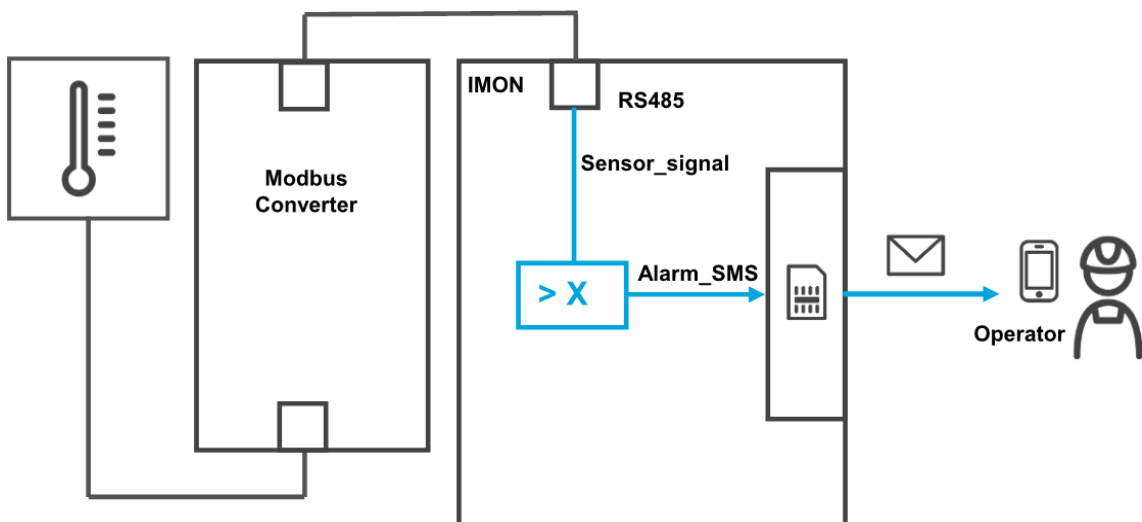 IMON
RS485
Sensor_signal
Modbus
Converter
> X
Alarm_SMS
Operator